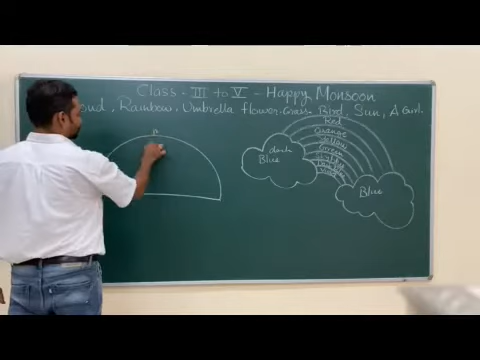 Class : III to V - Happy Monsoon
oud, Rainbow, Umbrella flower, Grass, Bird, Sun, A Girl.
Red
Orange
Yellow
Green
dark
Blue
Blue